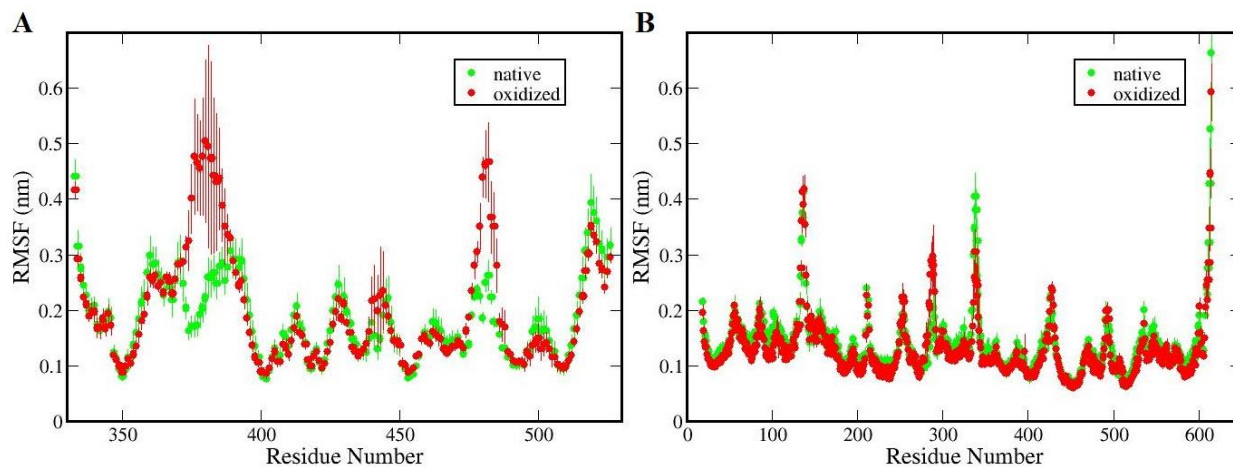 A
RMSF (nm)
0.6
0.5
0.4
0.3
0.2
0.1
0
native
oxidized
350 400 450 500
Residue Number
B
RMSF (nm)
0.6
0.5
0.4
0.3
0.2
0.1
0
native
oxidized
0 100 200 300 400 500 600
Residue Number